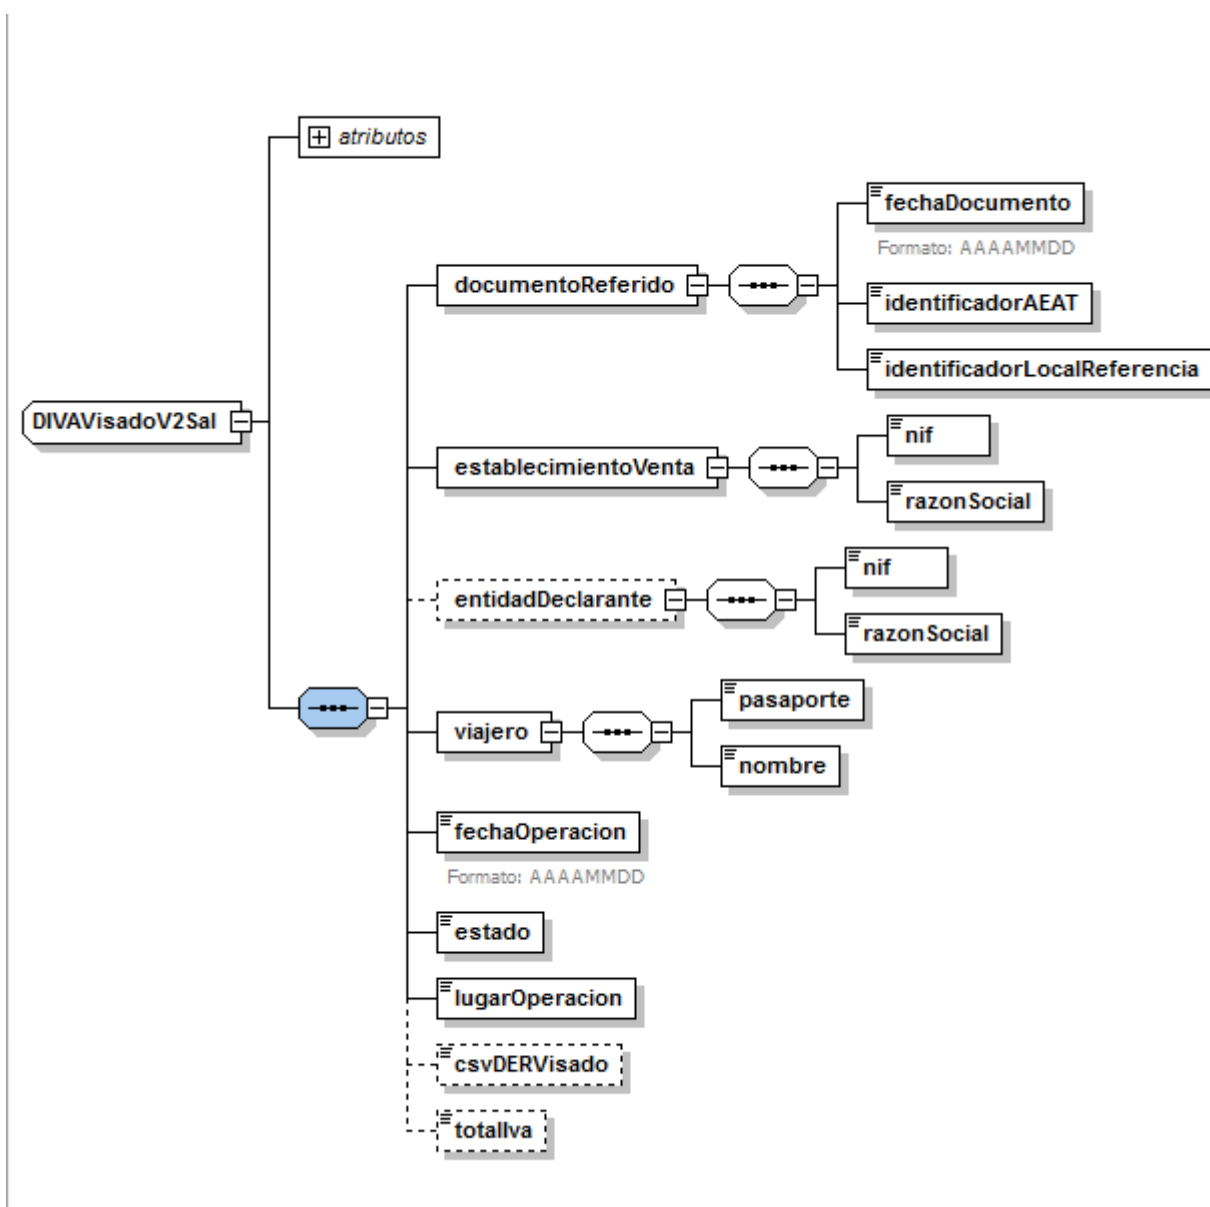 atributos
fechaDocumento
Formato: AAAAMMDD
documentoReferido
identificadorAEAT
identificadorLocalReferencia
DIVAVisadoV2Sal
nif
establecimientoVenta
razonSocial
nif
entidadDeclarante
razonSocial
pasaporte
viajero
nombre
fechaOperacion
Formato: AAAAMMDD
estado
lugarOperacion
csvDERVisado
totalIva